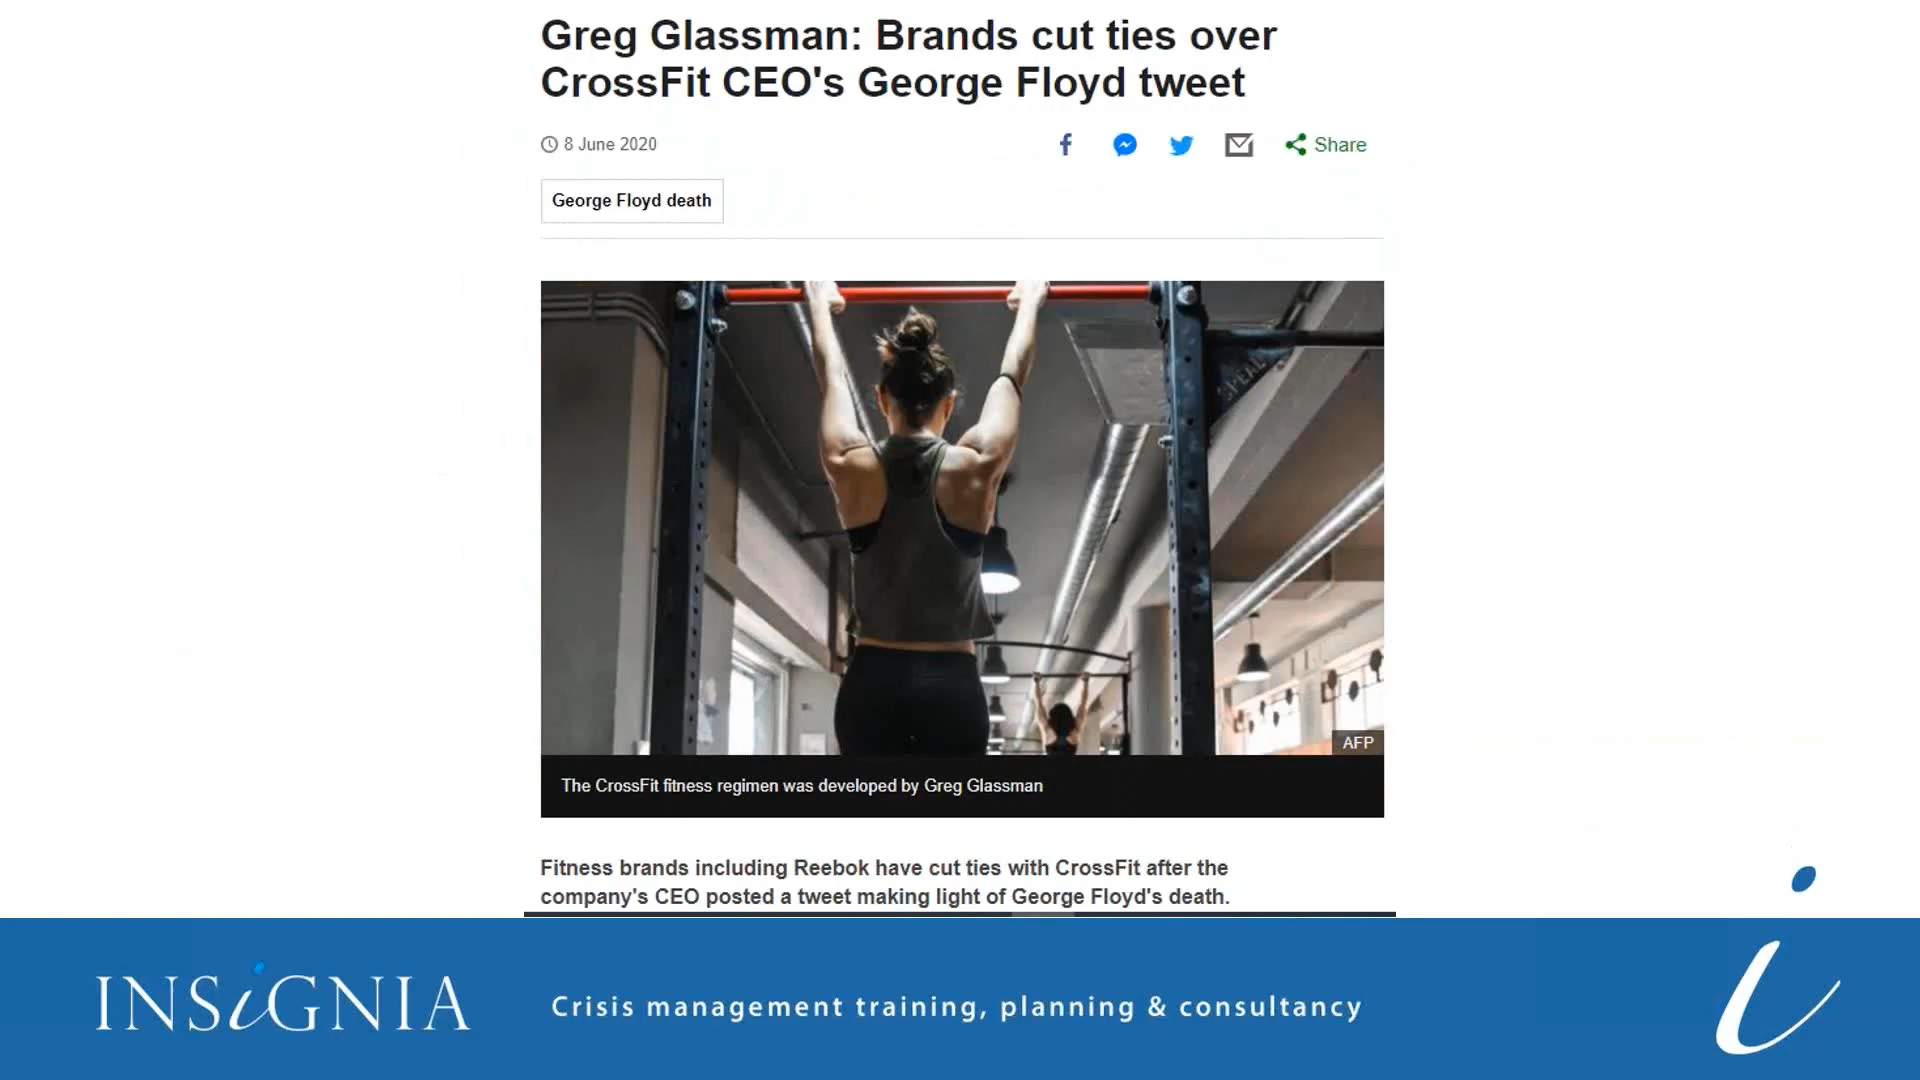 Greg Glassman: Brands cut ties over
CrossFit CEO's George Floyd tweet
8 June 2020
Share
George Floyd death
SPEAL
AFP
The CrossFit fitness regimen was developed by Greg Glassman
Fitness brands including Reebok have cut ties with CrossFit after the
company's CEO posted a tweet making light of George Floyd's death.
INSiGNIA
Crisis management training, planning & consultancy
i